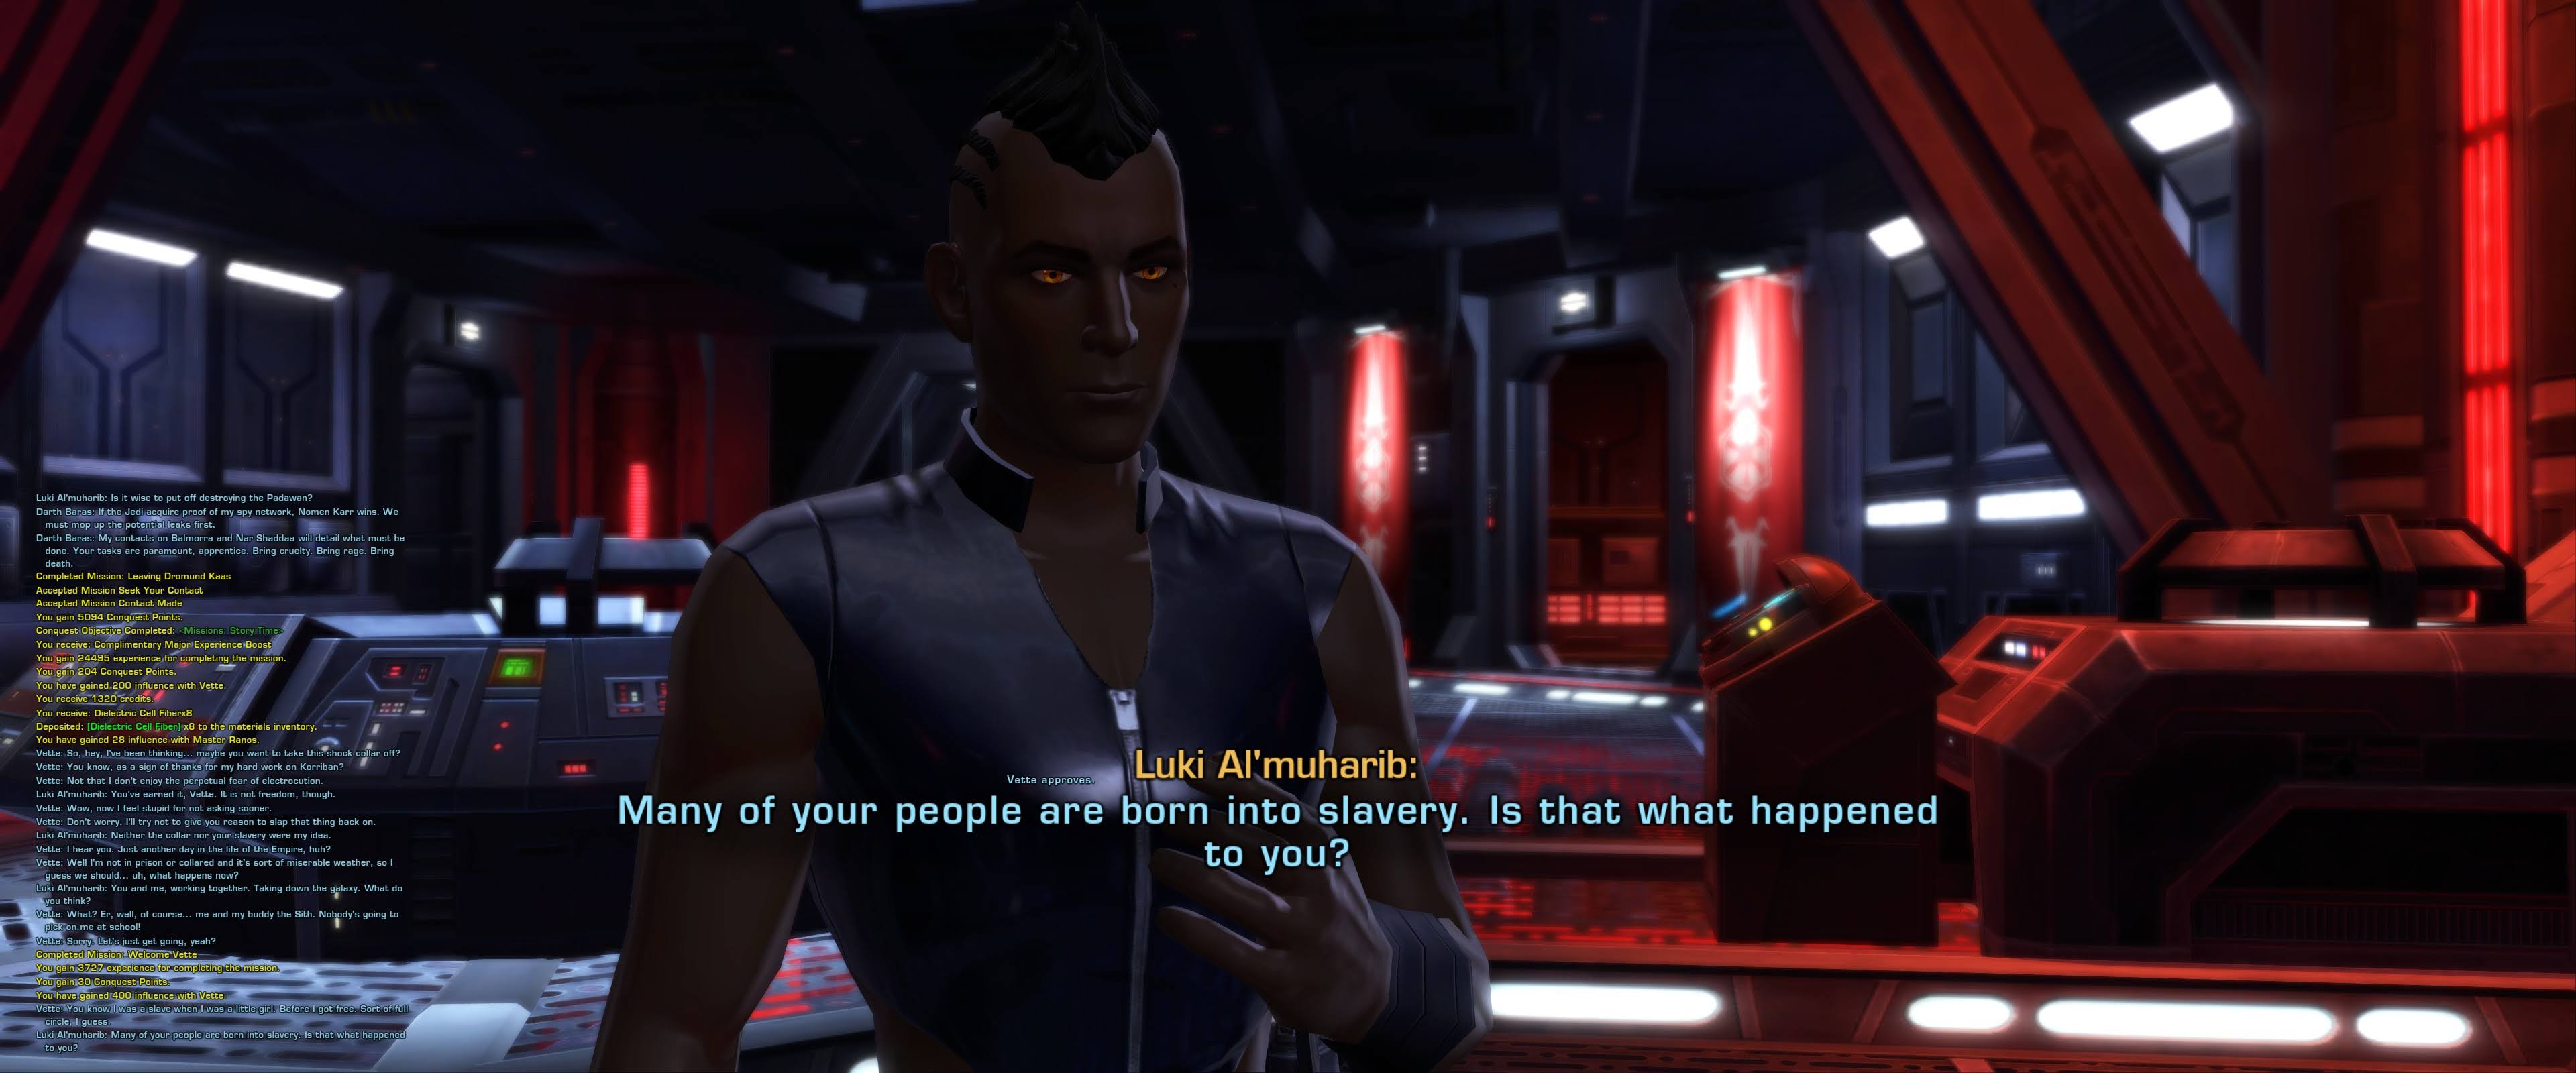 Luki Al'muharib: Is it wise to put off destroying the Padawan?
Darth Baras: If the Jedi acquire proof of my spy network, Nomen Karr wins. We
must mop up the potential leaks first.
Darth Baras: My contacts on Balmorra and Nar Shaddaa will detail what must be
done. Your tasks are paramount, apprentice. Bring cruelty. Bring rage. Bring
death.
Completed Mission: Leaving Dromund Kaas
Accepted Mission Seek Your Contact
Accepted Mission Contact Made
You gain 5094 Conquest Points.
Conquest Objective Completed: <Missions: Story Time>
You receive: Complimentary Major Experience Boost
You gain 24495 experience for completing the mission.
You gain 204 Conquest Points.
You have gained 200 influence with Vette.
You receive 1320 credits.
You receive: Dielectric Cell Fiberx8
Deposited: [Dielectric Cell Fiber] x8 to the materials inventory.
You have gained 28 influence with Master Ranos.
Vette: So, hey, I've been thinking... maybe you want to take this shock collar off?
Vette: You know, as a sign of thanks for my hard work on Korriban?
Vette: Not that I don't enjoy the perpetual fear of electrocution.
Luki Al'muharib: You've earned it, Vette. It is not freedom, though.
Vette: Wow, now I feel stupid for not asking sooner.
Vette: Don't worry, I'll try not to give you reason to slap that thing back on.
Luki Al'muharib: Neither the collar nor your slavery were my idea.
Vette: I hear you. Just another day in the life of the Empire, huh?
Vette: Well I'm not in prison or collared and it's sort of miserable weather, so I
guess we should... uh, what happens now?
Luki Al'muharib: You and me, working together. Taking down the galaxy. What do
you think?
Vette: What? Er, well, of course... me and my buddy the Sith. Nobody's going to
pick on me at school!
Vette: Sorry. Let's just get going, yeah?
Completed Mission: Welcome Vette
You gain 3727 experience for completing the mission.
You gain 30 Conquest Points.
You have gained 400 influence with Vette
Vette: You know I was a slave when I was a little girl. Before I got free. Sort of full
circle, I guess.
Luki Al'muharib: Many of your people are born into slavery. Is that what happened
to you?
Vette approves.
Luki Al'muharib:
Many of your people are born into slavery. Is that what happened
to you?